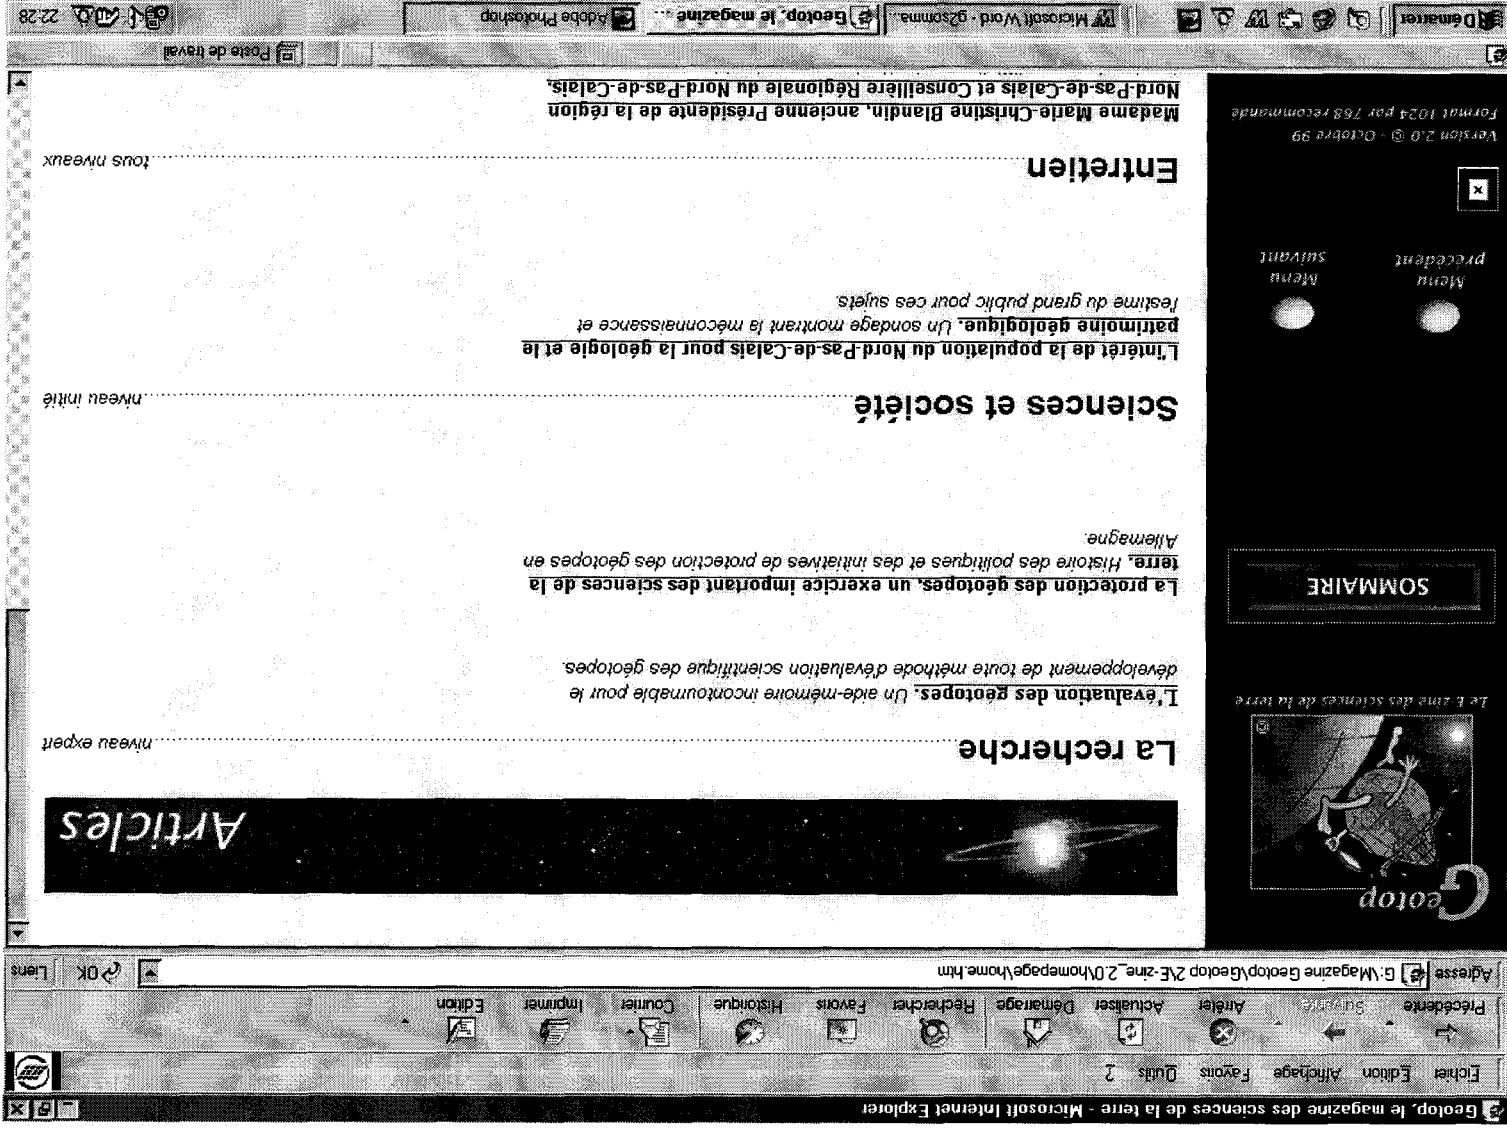 Geotop, le magazine des sciences de la terre - Microsoft Internet Explorer
Fichier Edition Affichage Favoris Outils ?
Précédente Suivante Arrêter Actualiser Démarrage Rechercher Favoris Historique Courrier Imprimer Edition
Adresse G:\Magazine Geotop\Geotop 2\E-zine_2.0\homepage\home.htm OK Liens
Geotop
Le E zine des sciences de la terre
SOMMAIRE
Menu précédent
Menu suivant
Version 2.0 © - Octobre 99
Format 1024 par 768 recommande
Articles
La recherche niveau expert
L'évaluation des géotopes. Un aide-mémoire incontournable pour le
développement de toute méthode d'évaluation scientifique des géotopes.
La protection des géotopes, un exercice important des sciences de la
terre. Histoire des politiques et des initiatives de protection des géotopes en
Allemagne.
Sciences et société niveau initié
L'intérêt de la population du Nord-Pas-de-Calais pour la géologie et le
patrimoine géologique. Un sondage montrant la méconnaissance et
l'estime du grand public pour ces sujets.
Entretien tous niveaux
Madame Marie-Christine Blandin, ancienne Présidente de la région
Nord-Pas-de-Calais et Conseillère Régionale du Nord-Pas-de-Calais,
Poste de travail
Démarrer Microsoft Word - g2somma... Geotop, le magazine ... Adobe Photoshop 22:28